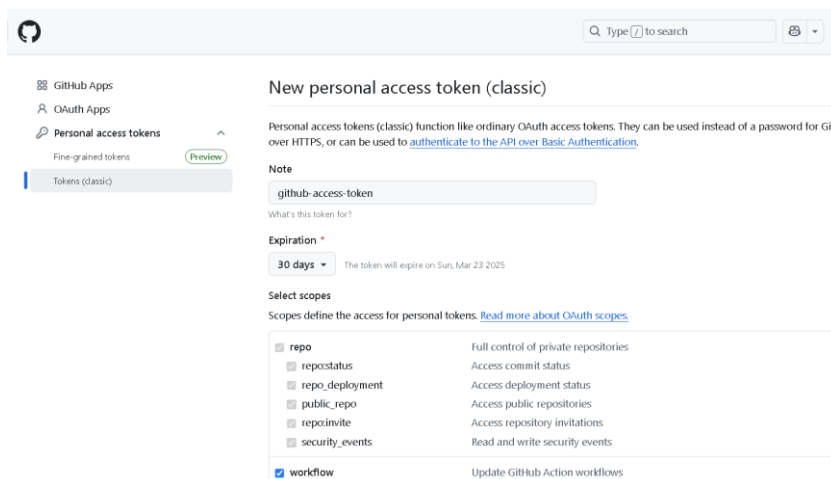 Type / to search
GitHub Apps
OAuth Apps
Personal access tokens
Fine-grained tokens Preview
Tokens (classic)
New personal access token (classic)
Personal access tokens (classic) function like ordinary OAuth access tokens. They can be used instead of a password for Gi
over HTTPS, or can be used to authenticate to the API over Basic Authentication.
Note
github-access-token
What's this token for?
Expiration *
30 days The token will expire on Sun, Mar 23 2025
Select scopes
Scopes define the access for personal tokens. Read more about OAuth scopes.
repo Full control of private repositories
repo:status Access commit status
repo_deployment Access deployment status
public_repo Access public repositories
repo:invite Access repository invitations
security_events Read and write security events
workflow Update GitHub Action workflows